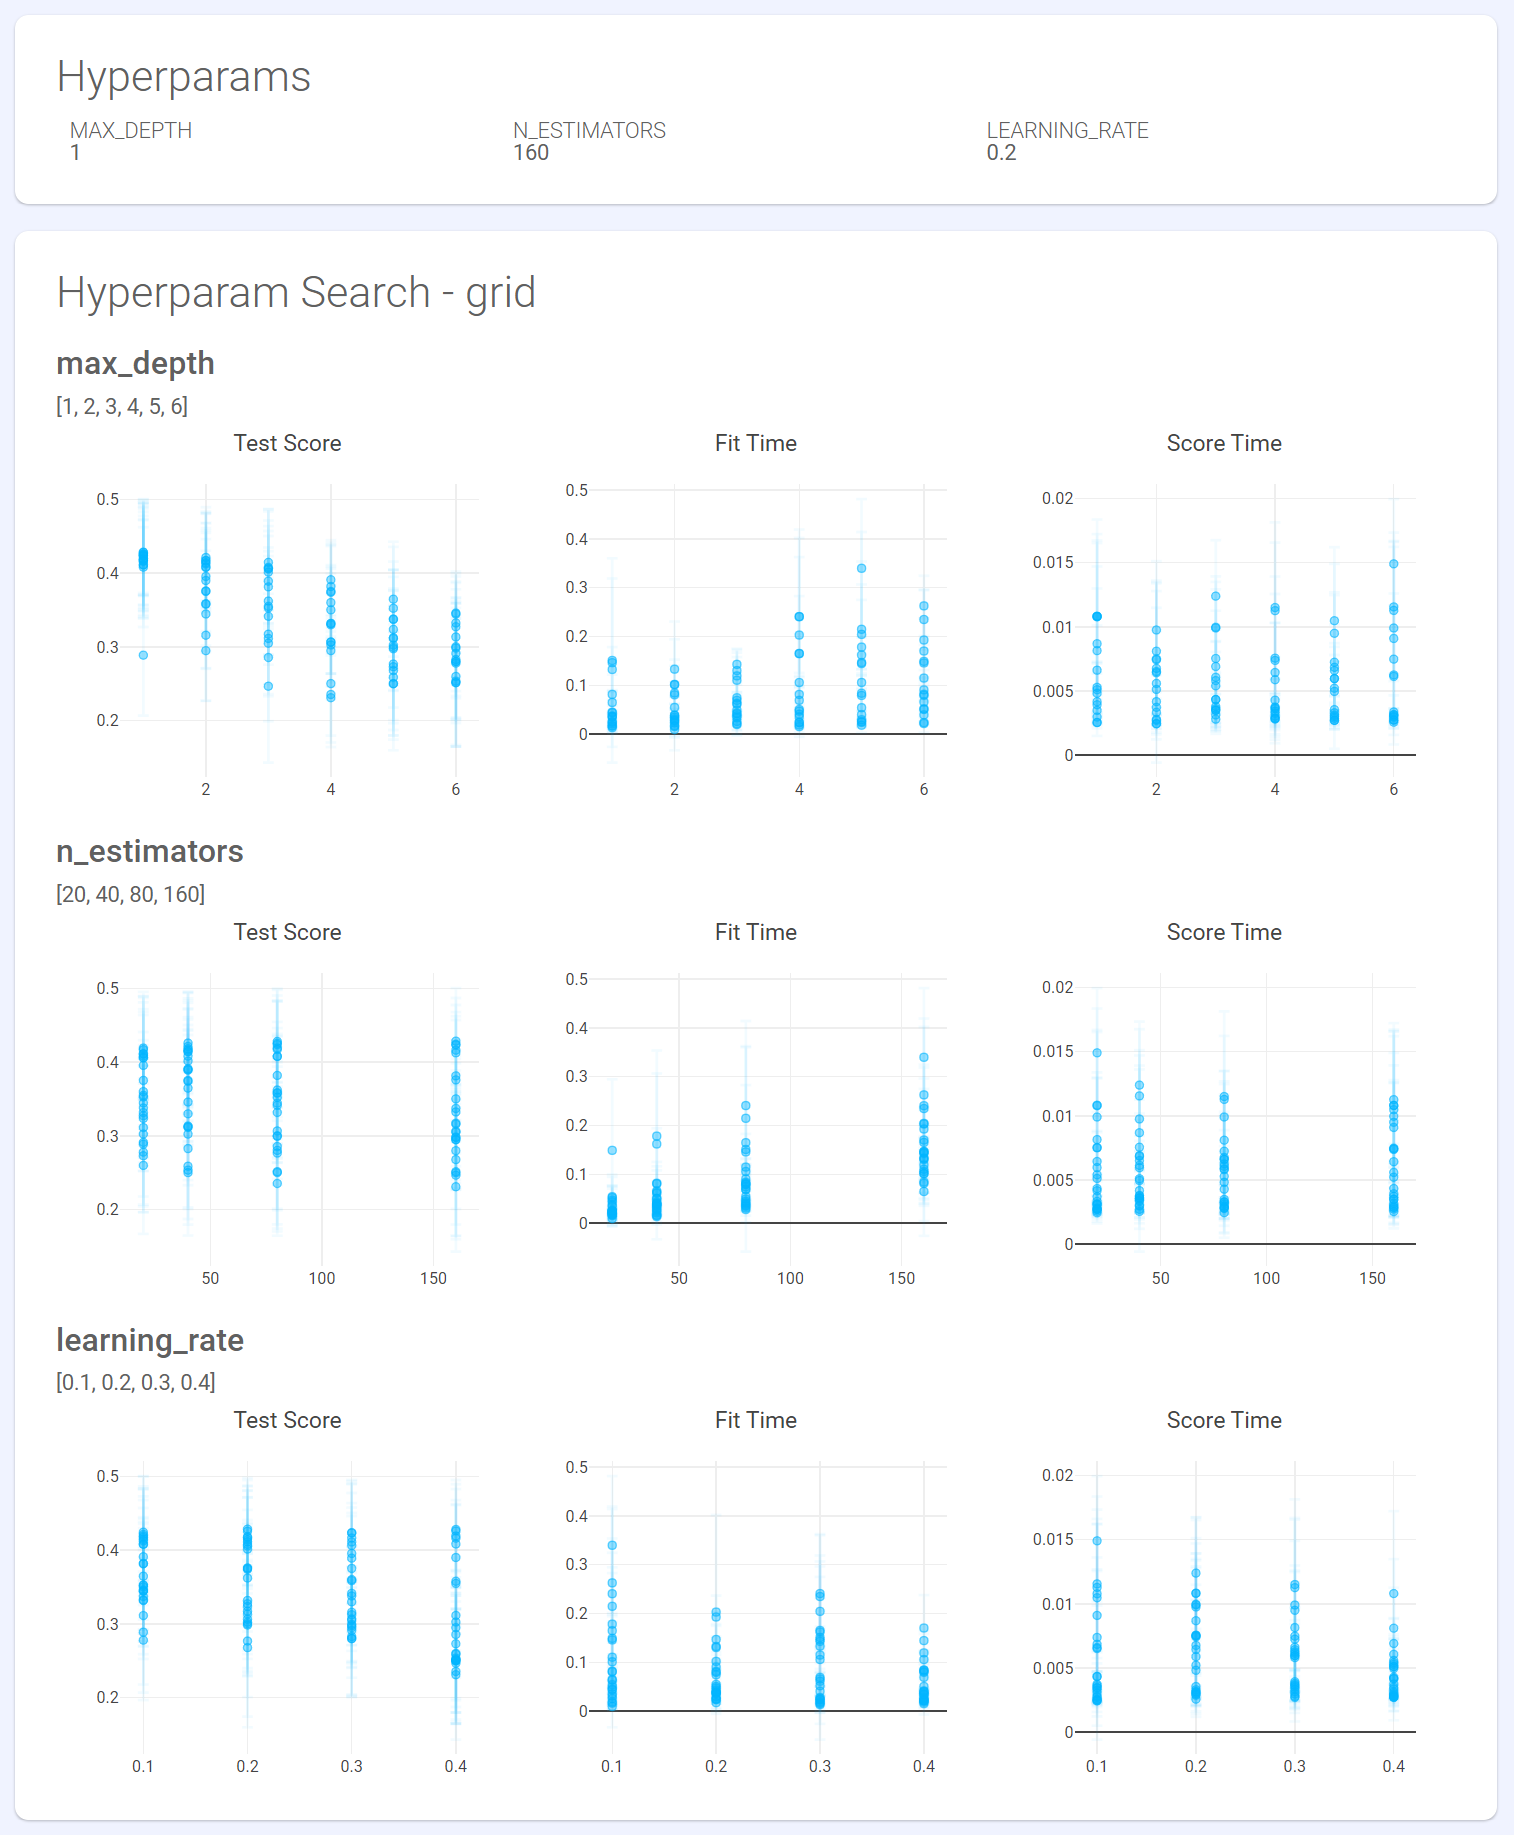 Hyperparams
MAX_DEPTH N_ESTIMATORS LEARNING_RATE
1 160 0.2
Hyperparam Search - grid
max_depth
[1, 2, 3, 4, 5, 6]
Test Score Fit Time Score Time
0.5
0.4
0.3
0.2
2 4 6
0.5
0.4
0.3
0.2
0.1
0
2 4 6
0.02
0.015
0.01
0.005
0
2 4 6
n_estimators
[20, 40, 80, 160]
Test Score Fit Time Score Time
0.5
0.4
0.3
0.2
50 100 150
0.5
0.4
0.3
0.2
0.1
0
50 100 150
0.02
0.015
0.01
0.005
0
50 100 150
learning_rate
[0.1, 0.2, 0.3, 0.4]
Test Score Fit Time Score Time
0.5
0.4
0.3
0.2
0.1 0.2 0.3 0.4
0.5
0.4
0.3
0.2
0.1
0
0.1 0.2 0.3 0.4
0.02
0.015
0.01
0.005
0
0.1 0.2 0.3 0.4